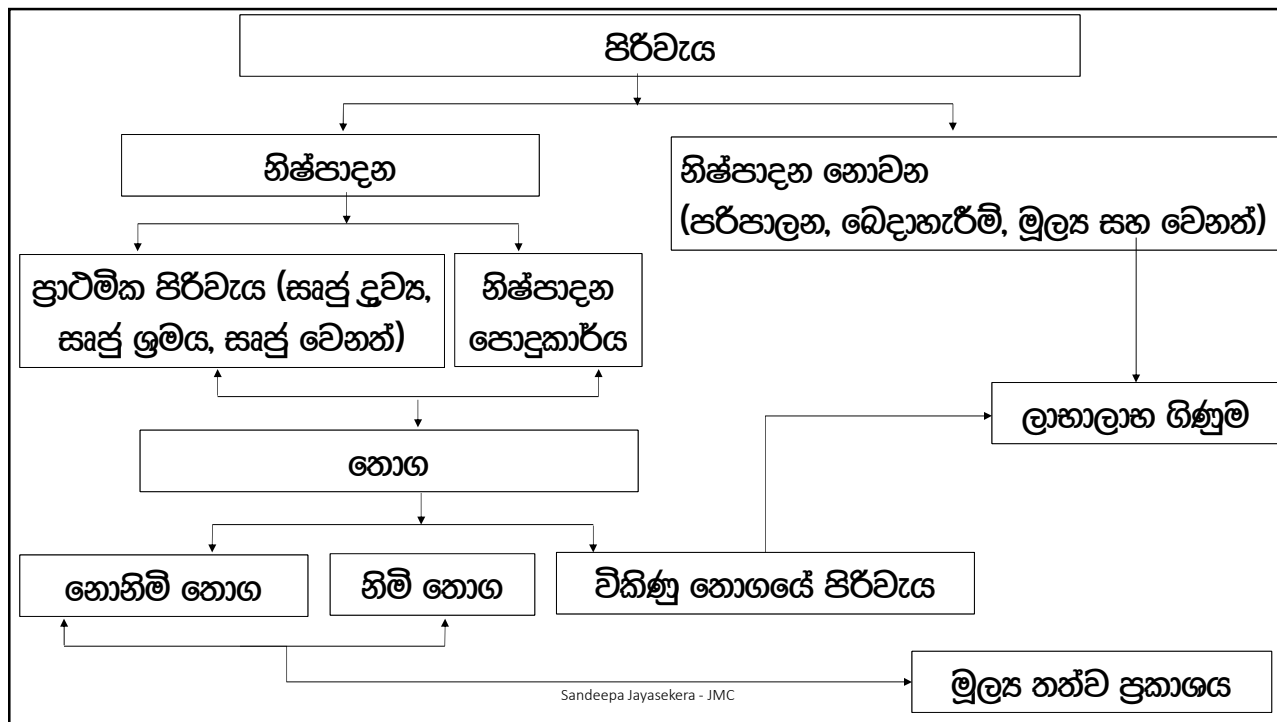 පිරිවැය
නිෂ්පාදන
නිෂ්පාදන නොවන
(පරිපාලන, බෙදාහැරීම්, මූල්‍ය සහ වෙනත්)
ප්‍රාථමික පිරිවැය (සෘජු ද්‍රව්‍ය,
සෘජු ශ්‍රමය, සෘජු වෙනත්)
නිෂ්පාදන
පොදුකාර්ය
ලාභාලාභ ගිණුම
තොග
නොනිමි තොග
නිමි තොග
විකිණු තොගයේ පිරිවැය
මූල්‍ය තත්ව ප්‍රකාශය
Sandeepa Jayasekera - JMC